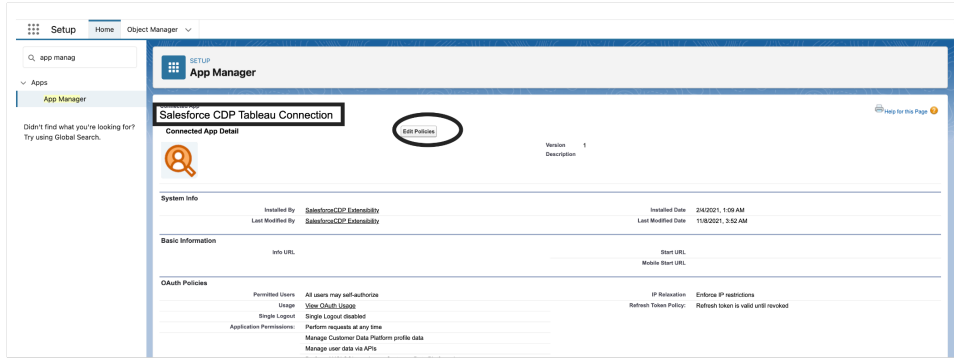 Setup Home Object Manager
app manag
SETUP
App Manager
Apps
App Manager
Didn't find what you're looking for?
Try using Global Search.
Connected App
Salesforce CDP Tableau Connection
Help for this Page
Connected App Detail
Edit Policies
Version 1
Description
System Info
Installed By SalesforceCDP Extensibility
Installed Date 2/4/2021, 1:09 AM
Last Modified By SalesforceCDP Extensibility
Last Modified Date 11/8/2021, 3:52 AM
Basic Information
Info URL
Start URL
Mobile Start URL
OAuth Policies
Permitted Users All users may self-authorize
IP Relaxation Enforce IP restrictions
Usage View OAuth Usage
Refresh Token Policy: Refresh token is valid until revoked
Single Logout Single Logout disabled
Application Permissions: Perform requests at any time
Manage Customer Data Platform profile data
Manage user data via APIs